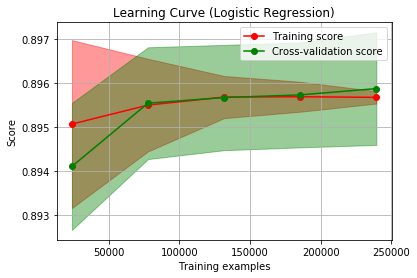 Learning Curve (Logistic Regression)
Training score
Cross-validation score
0.897
0.896
0.895
0.894
0.893
Score
50000 100000 150000 200000 250000
Training examples